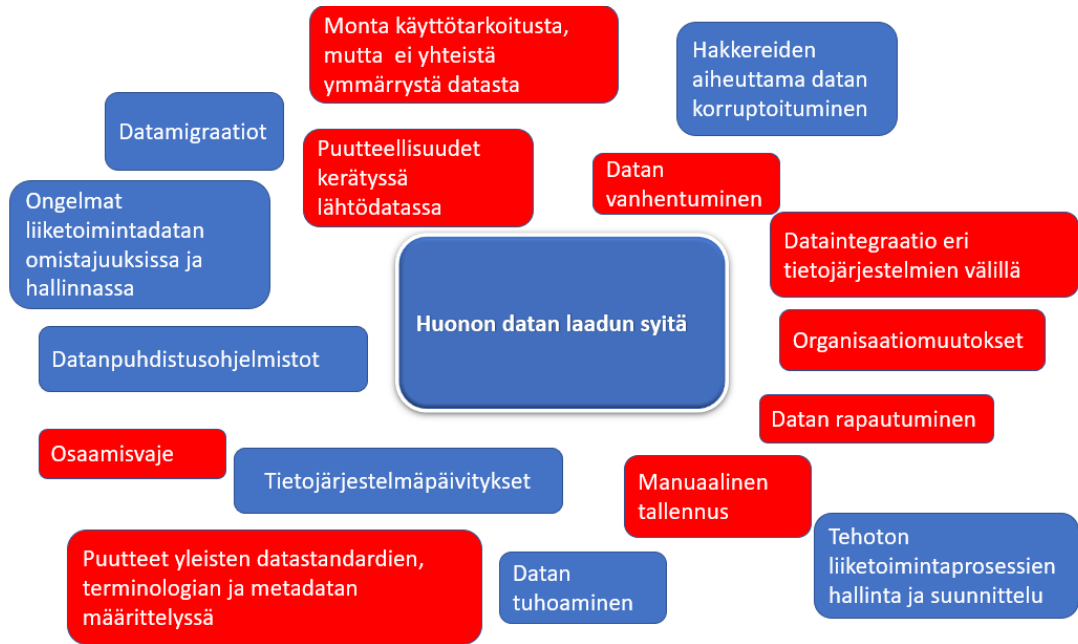 Monta käyttötarkoitusta,
mutta ei yhteistä
ymmärrystä datasta
Hakkereiden
aiheuttama datan
korruptoituminen
Datamigraatiot
Puutteellisuudet
kerätyssä
lähtödatassa
Datan
vanhentuminen
Ongelmat
liiketoimintadatan
omistajuuksissa ja
hallinnassa
Dataintegraatio eri
tietojärjestelmien välillä
Huonon datan laadun syitä
Organisaatiomuutokset
Datanpuhdistusohjelmistot
Datan rapautuminen
Osaamisvaje
Tietojärjestelmäpäivitykset
Manuaalinen
tallennus
Tehoton
liiketoimintaprosessien
hallinta ja suunnittelu
Puutteet yleisten datastandardien,
terminologian ja metadatan
määrittelyssä
Datan
tuhoaminen